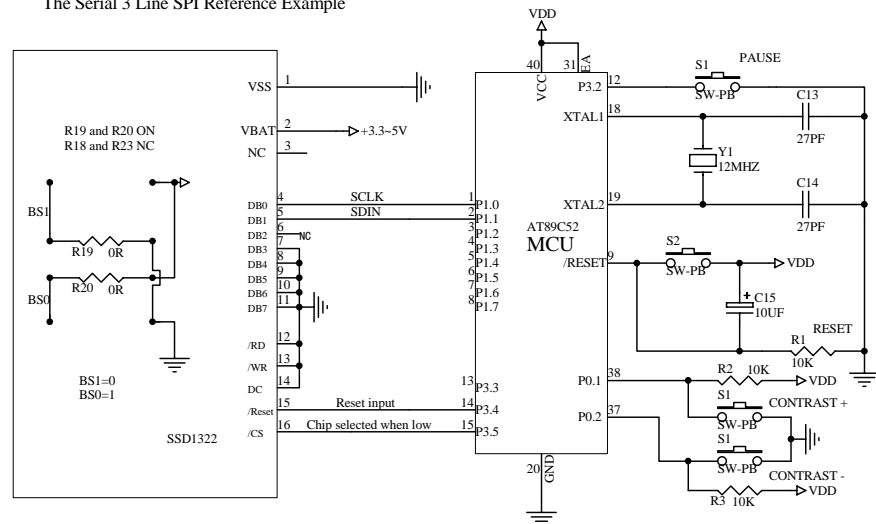 The Serial 3 Line SPI Reference Example
VDD
40
31
VCC
EA
S1
PAUSE
SW-PB
VSS
1
P3.2
12
XTAL1
18
C13
27PF
R19 and R20 ON
R18 and R23 NC
VBAT
2
+3.3~5V
NC
3
Y1
12MHZ
C14
27PF
XTAL2
19
BS1
R19
0R
BS0
R20
0R
DB0
4
SCLK
1
P1.0
DB1
5
SDIN
2
P1.1
DB2
6
NC
3
P1.2
DB3
7
4
P1.3
DB4
8
5
P1.4
DB5
9
6
P1.5
DB6
10
7
P1.6
DB7
11
8
P1.7
AT89C52
MCU
/RESET
9
S2
SW-PB
VDD
C15
10UF
+
RESET
R1
10K
/RD
12
/WR
13
DC
14
BS1=0
BS0=1
13
P3.3
/Reset
15
Reset input
14
P3.4
/CS
16
Chip selected when low
15
P3.5
SSD1322
P0.1
38
R2
10K
VDD
S1
CONTRAST +
SW-PB
P0.2
37
S1
SW-PB
CONTRAST -
R3
10K
VDD
20
GND